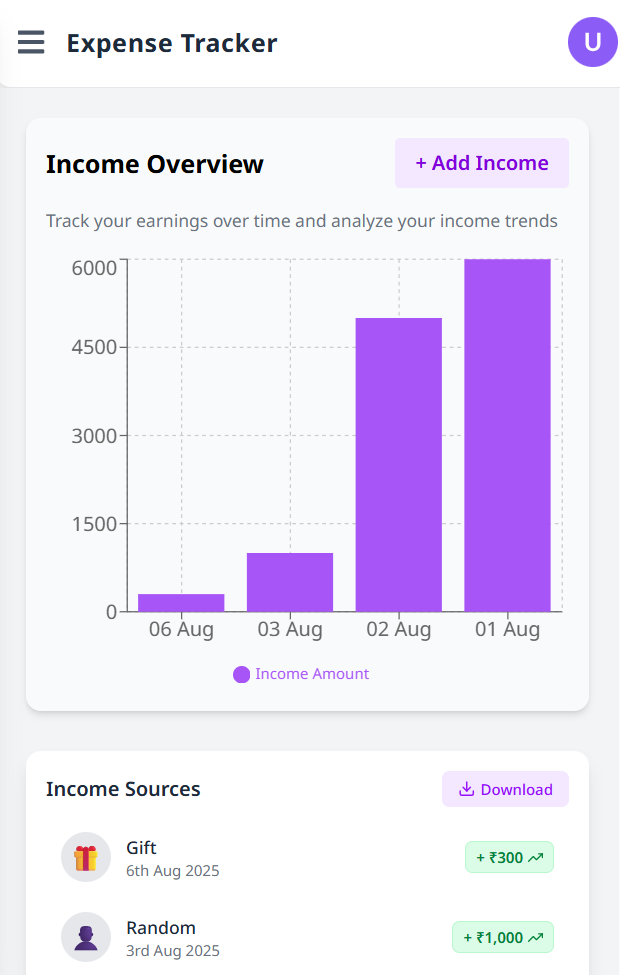 Expense Tracker
U
Income Overview
+ Add Income
Track your earnings over time and analyze your income trends
6000
4500
3000
1500
0
06 Aug 03 Aug 02 Aug 01 Aug
Income Amount
Income Sources
Download
Gift
6th Aug 2025
+ ₹300
Random
3rd Aug 2025
+ ₹1,000